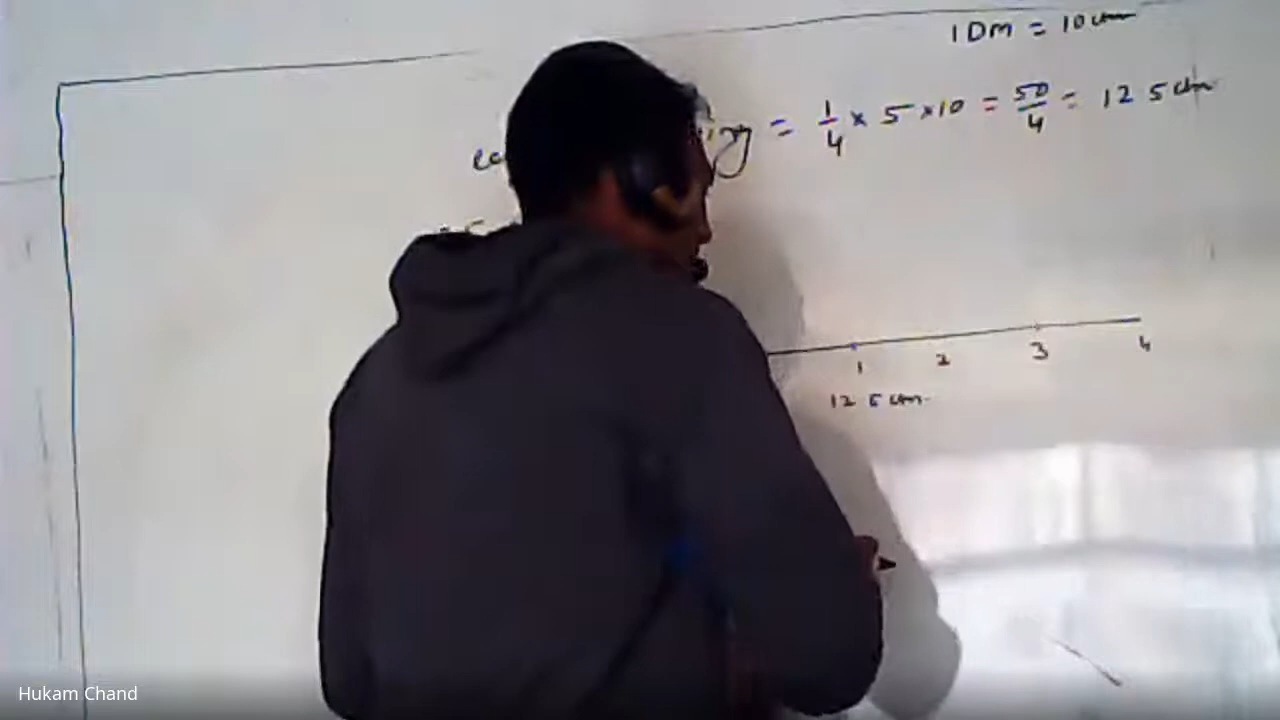 1 Dm = 10 cm
= 1/4 × 5 × 10 = 50/4 = 12.5 cm
1 2 3 4
12.5 cm
Hukam Chand